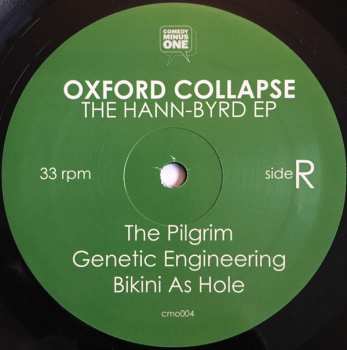 COMEDY
MINUS
ONE
OXFORD COLLAPSE
THE HANN-BYRD EP
33 rpm
side R
The Pilgrim
Genetic Engineering
Bikini As Hole
cmo004